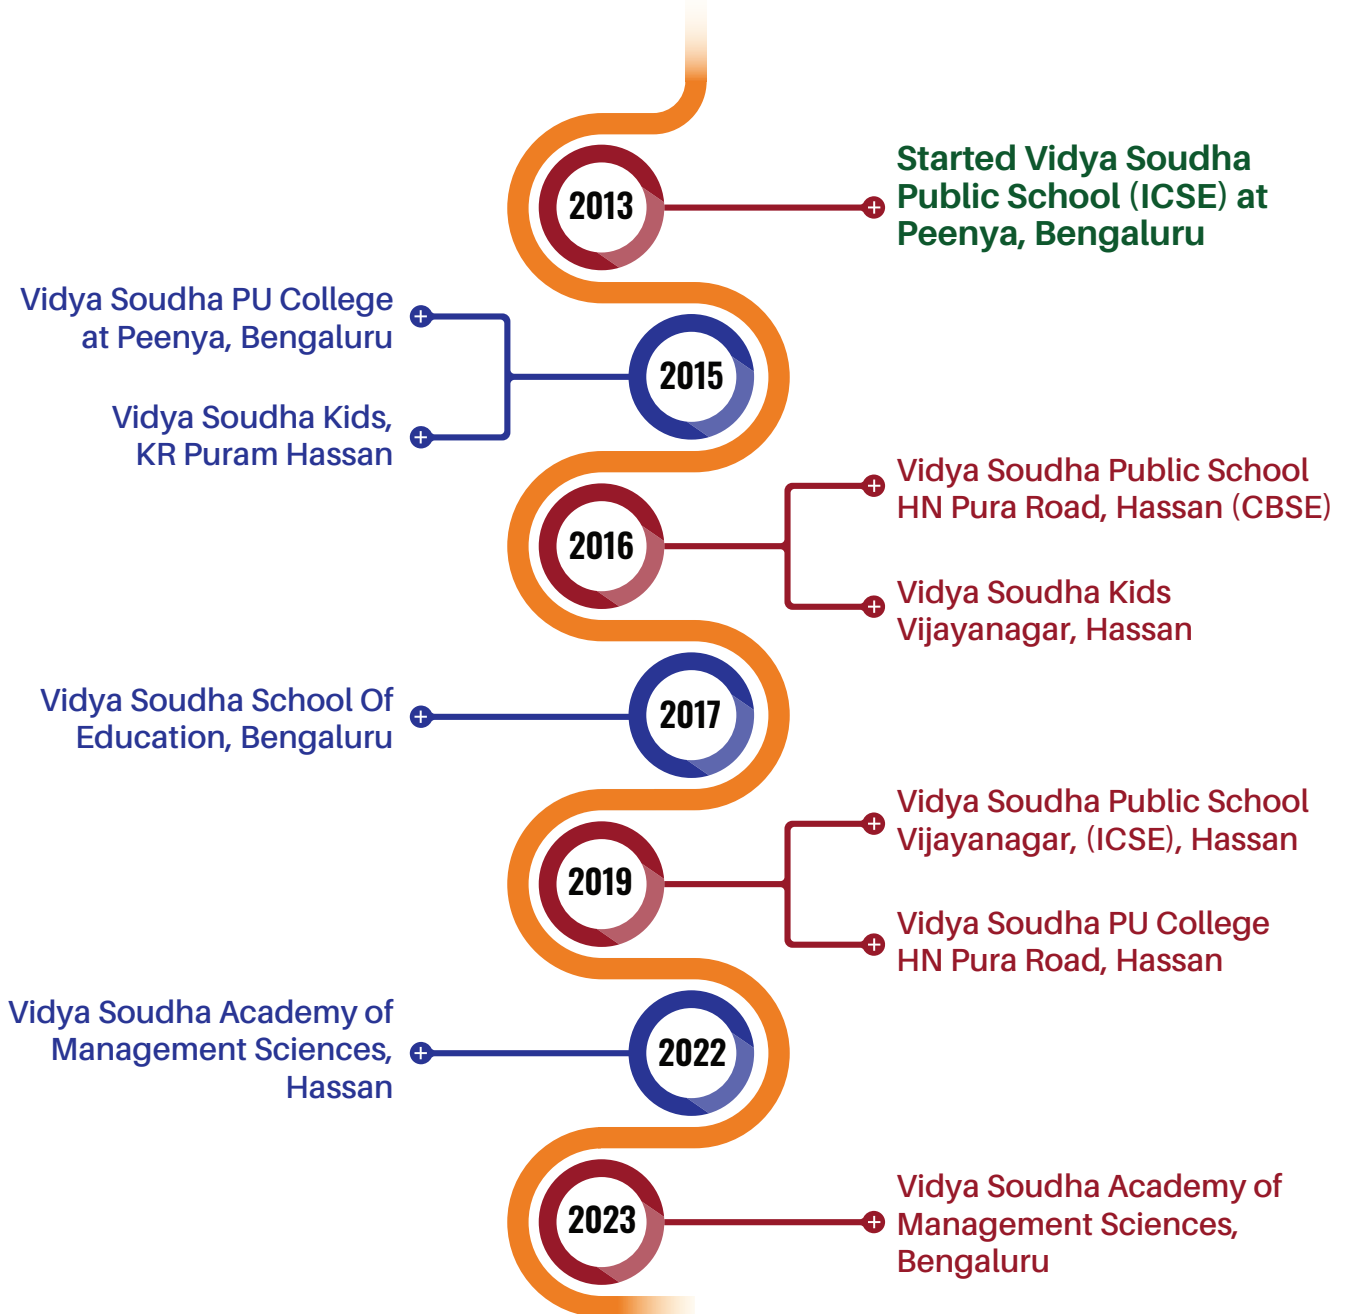 2013
Started Vidya Soudha
Public School (ICSE) at
Peenya, Bengaluru
Vidya Soudha PU College
at Peenya, Bengaluru
Vidya Soudha Kids,
KR Puram Hassan
2015
2016
Vidya Soudha Public School
HN Pura Road, Hassan (CBSE)
Vidya Soudha Kids
Vijayanagar, Hassan
Vidya Soudha School Of
Education, Bengaluru
2017
2019
Vidya Soudha Public School
Vijayanagar, (ICSE), Hassan
Vidya Soudha PU College
HN Pura Road, Hassan
Vidya Soudha Academy of
Management Sciences,
Hassan
2022
2023
Vidya Soudha Academy of
Management Sciences,
Bengaluru